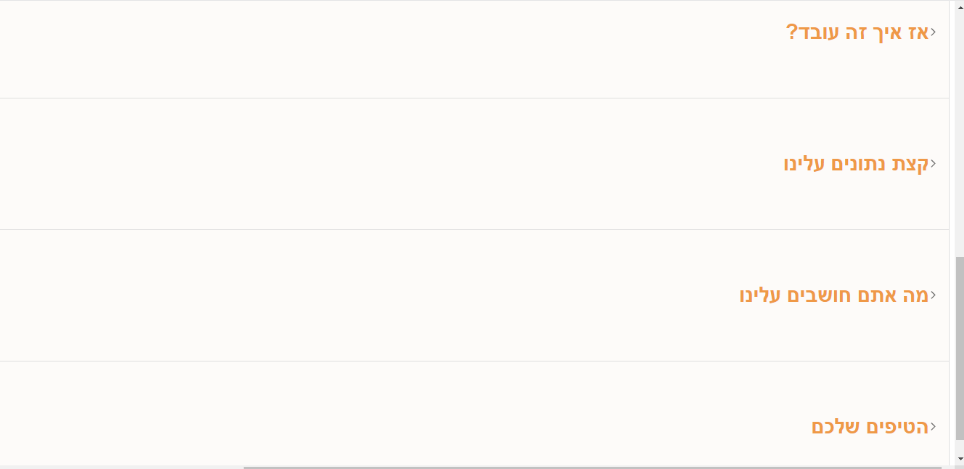 אז איך זה עובד?
קצת נתונים עלינו
מה אתם חושבים עלינו
הטיפים שלכם